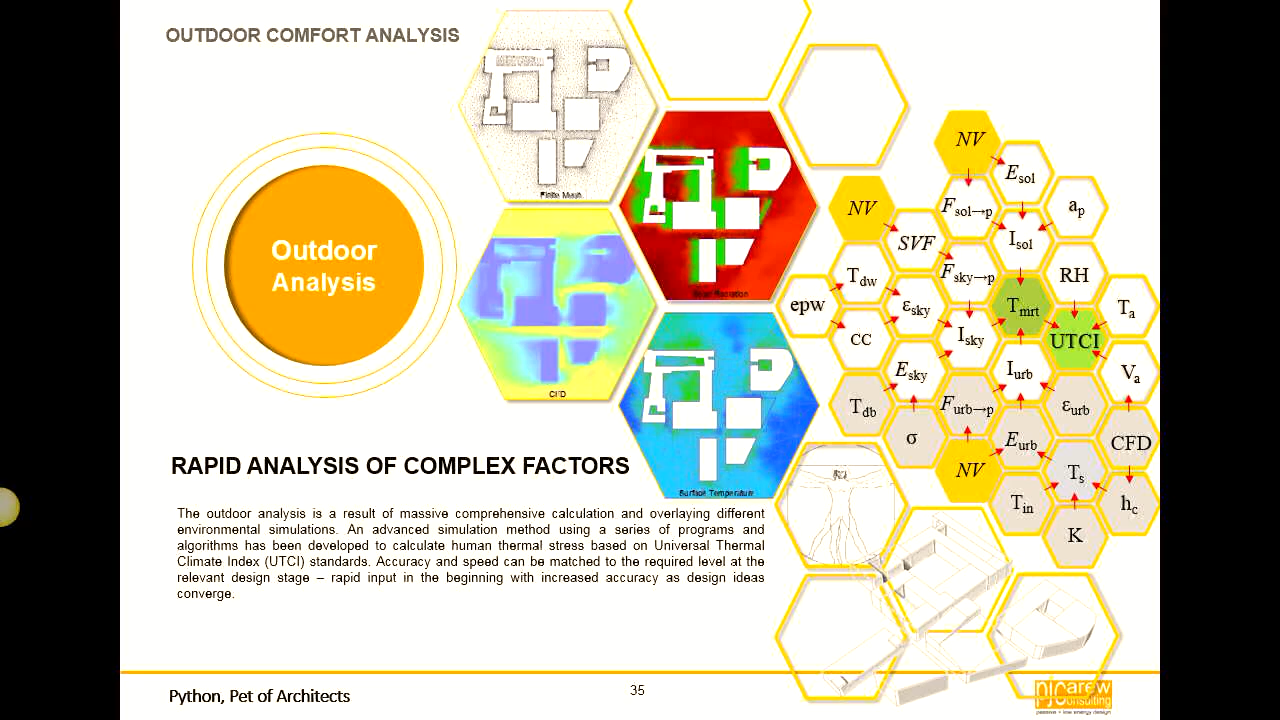 OUTDOOR COMFORT ANALYSIS
Finite Mesh
Solar Radiation
CFD
Surface Temperature
Outdoor
Analysis
NV
Esol
NV
Fsol→p
ap
SVF
Isol
Tdw
Fsky→p
RH
epw
εsky
Tmrt
Ta
CC
Isky
UTCI
Esky
Iurb
Va
Tdb
Furb→p
εurb
σ
Eurb
CFD
NV
Ts
Tin
hc
K
RAPID ANALYSIS OF COMPLEX FACTORS
The outdoor analysis is a result of massive comprehensive calculation and overlaying different
environmental simulations. An advanced simulation method using a series of programs and
algorithms has been developed to calculate human thermal stress based on Universal Thermal
Climate Index (UTCI) standards. Accuracy and speed can be matched to the required level at the
relevant design stage – rapid input in the beginning with increased accuracy as design ideas
converge.
Python, Pet of Architects
35
pjcarew
consulting
passive + low energy design